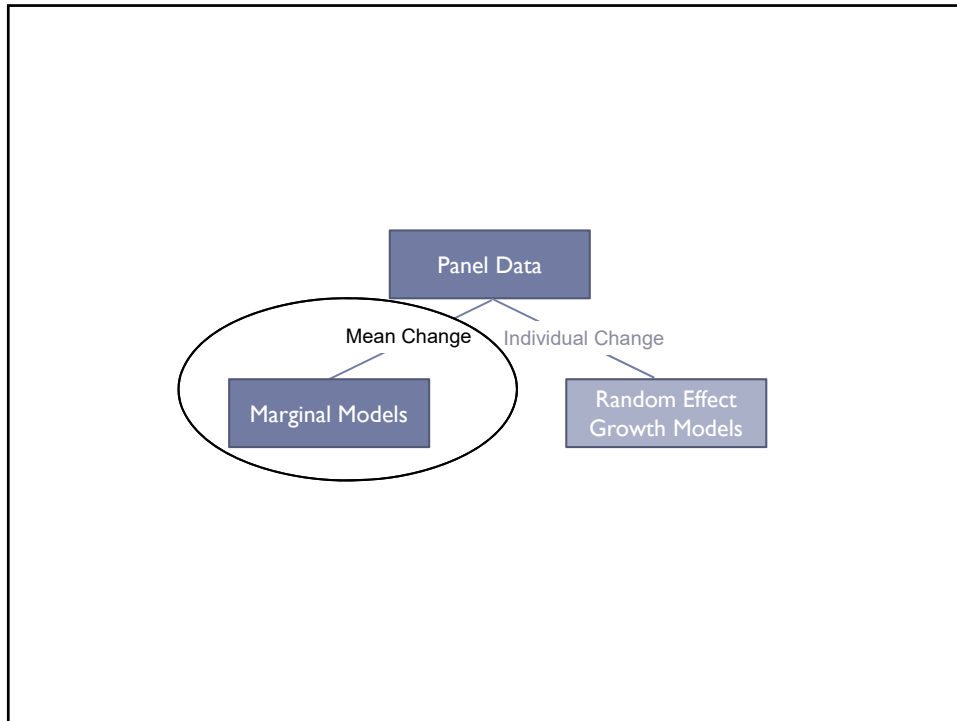 Panel Data
Mean Change
Individual Change
Marginal Models
Random Effect
Growth Models